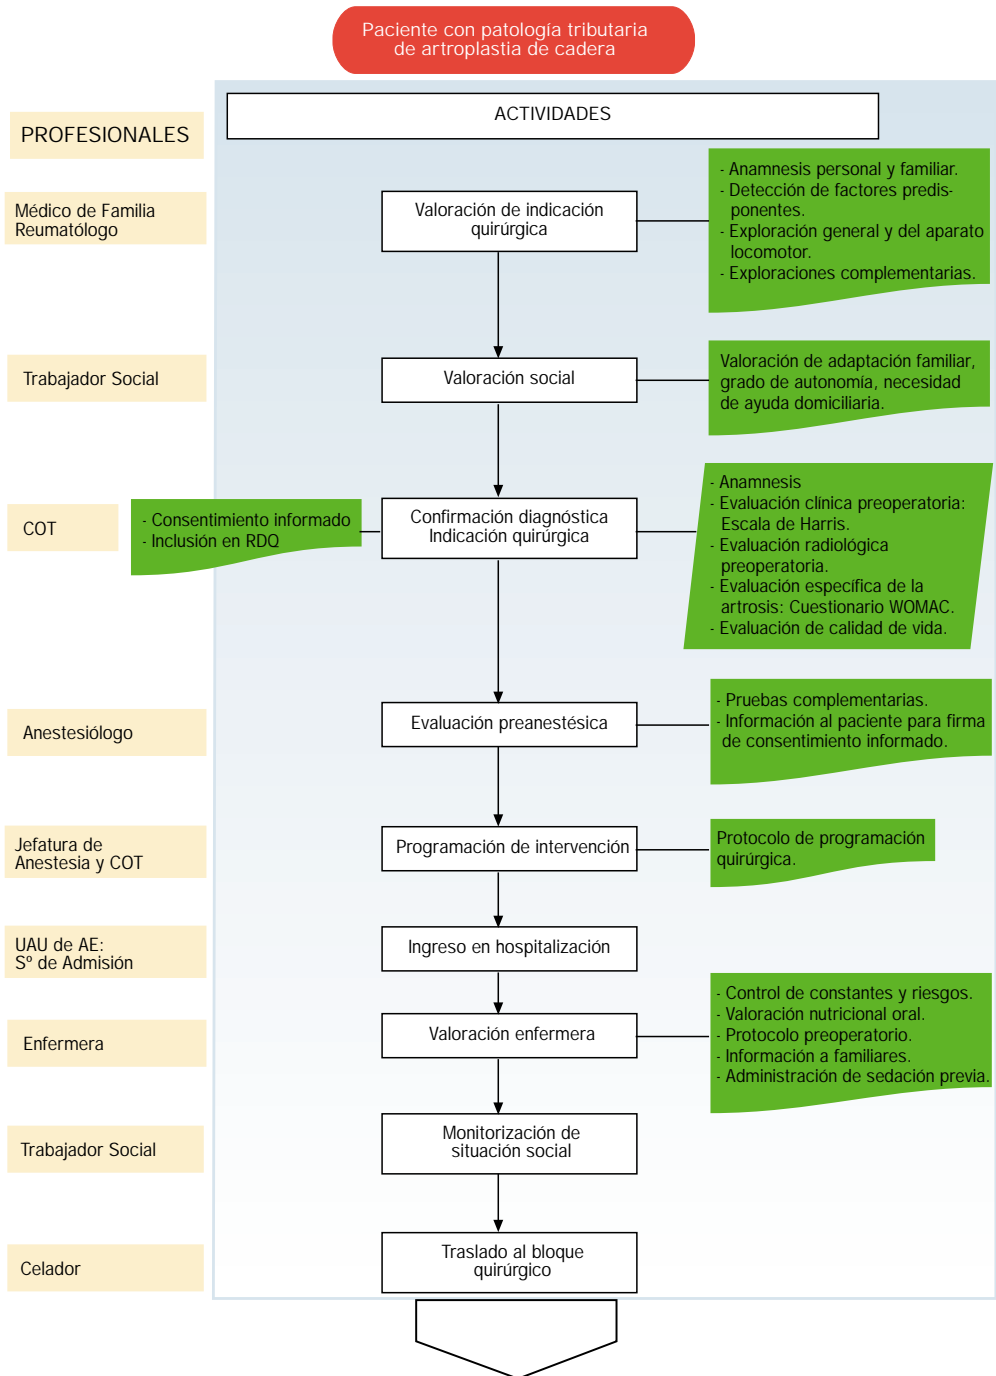 Paciente con patología tributaria
de artroplastia de cadera
ACTIVIDADES
PROFESIONALES
Médico de Familia
Reumatólogo
Valoración de indicación
quirúrgica
- Anamnesis personal y familiar.
- Detección de factores predis-
ponentes.
- Exploración general y del aparato
locomotor.
- Exploraciones complementarias.
Trabajador Social
Valoración social
Valoración de adaptación familiar,
grado de autonomía, necesidad
de ayuda domiciliaria.
COT
- Consentimiento informado
- Inclusión en RDQ
Confirmación diagnóstica
Indicación quirúrgica
- Anamnesis
- Evaluación clínica preoperatoria:
Escala de Harris.
- Evaluación radiológica
preoperatoria.
- Evaluación específica de la
artrosis: Cuestionario WOMAC.
- Evaluación de calidad de vida.
Anestesiólogo
Evaluación preanestésica
- Pruebas complementarias.
- Información al paciente para firma
de consentimiento informado.
Jefatura de
Anestesia y COT
Programación de intervención
Protocolo de programación
quirúrgica.
UAU de AE:
Sº de Admisión
Ingreso en hospitalización
Enfermera
Valoración enfermera
- Control de constantes y riesgos.
- Valoración nutricional oral.
- Protocolo preoperatorio.
- Información a familiares.
- Administración de sedación previa.
Trabajador Social
Monitorización de
situación social
Celador
Traslado al bloque
quirúrgico